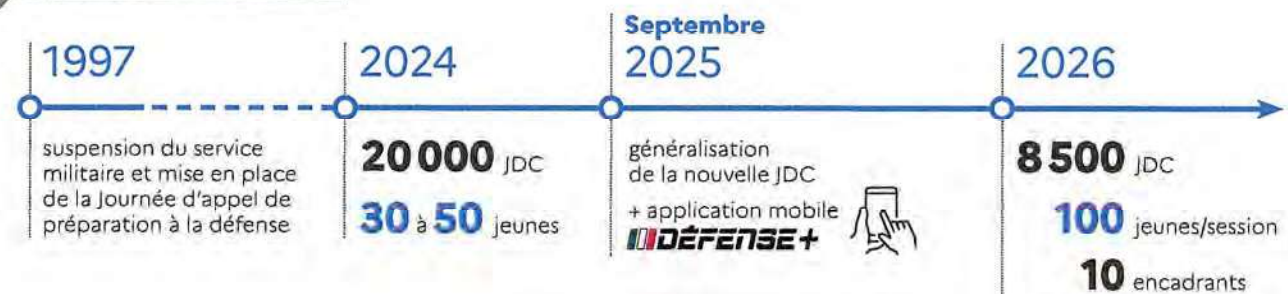 1997
suspension du service
militaire et mise en place
de la Journée d'appel de
préparation à la défense
2024
20 000 JDC
30 à 50 jeunes
Septembre
2025
généralisation
de la nouvelle JDC
+ application mobile
DÉFENSE+
2026
8 500 JDC
100 jeunes/session
10 encadrants